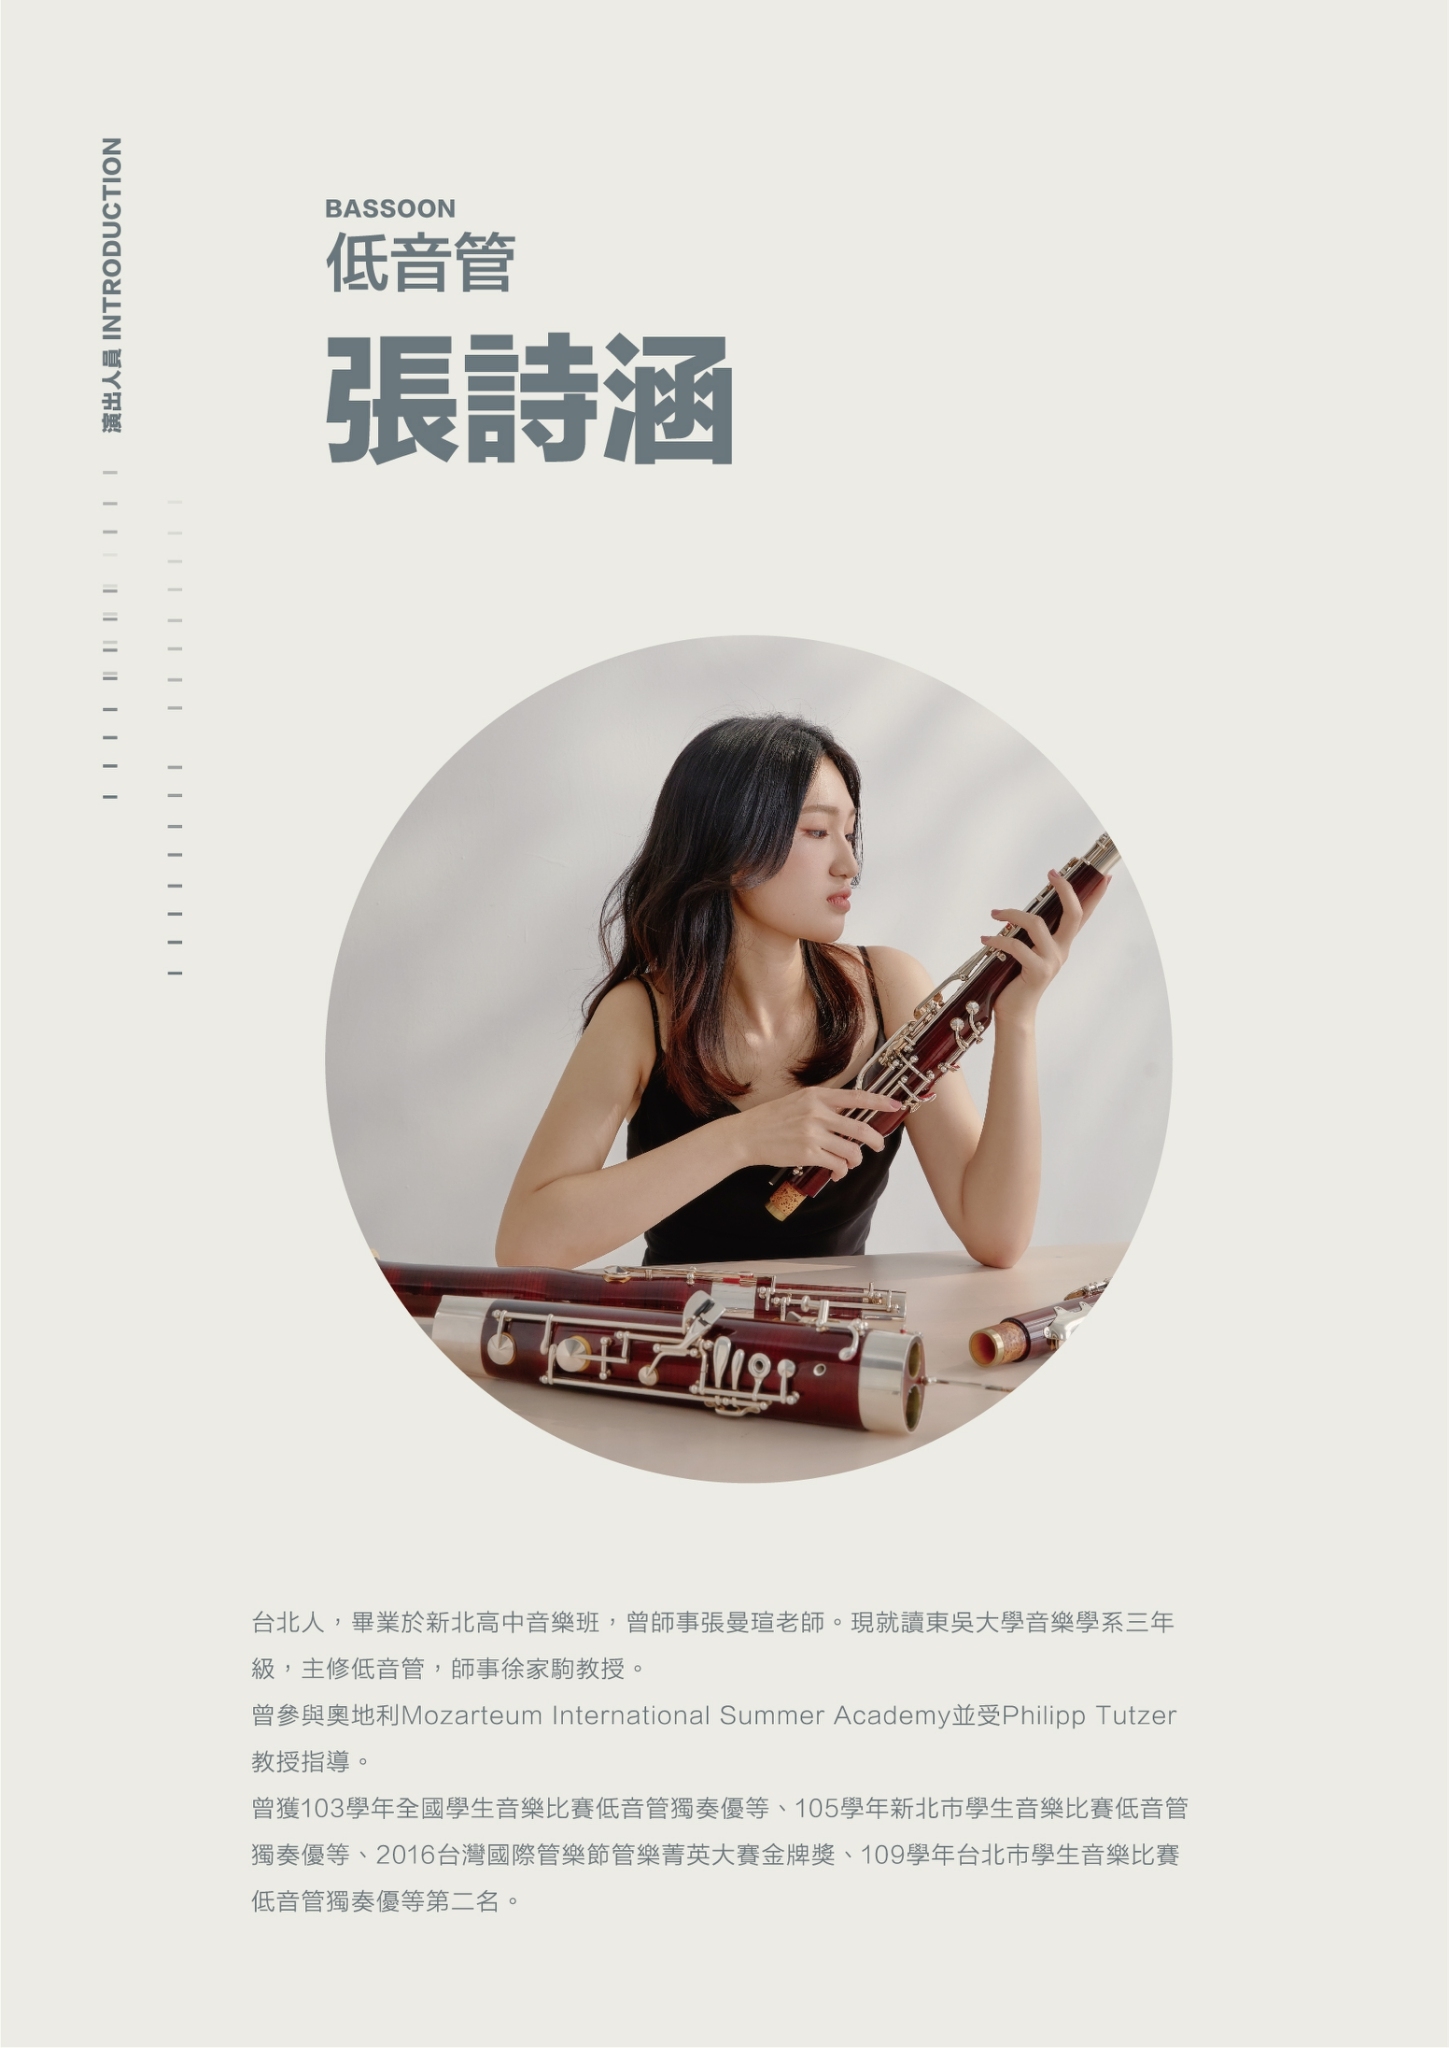 演出人員 INTRODUCTION
BASSOON
低音管
張詩涵
台北人，畢業於新北高中音樂班，曾師事張曼瑄老師。現就讀東吳大學音樂學系三年
級，主修低音管，師事徐家駒教授。
曾參與奧地利Mozarteum International Summer Academy並受Philipp Tutzer
教授指導。
曾獲103學年全國學生音樂比賽低音管獨奏優等、105學年新北市學生音樂比賽低音管
獨奏優等、2016台灣國際管樂節管樂菁英大賽金牌獎、109學年台北市學生音樂比賽
低音管獨奏優等第二名。